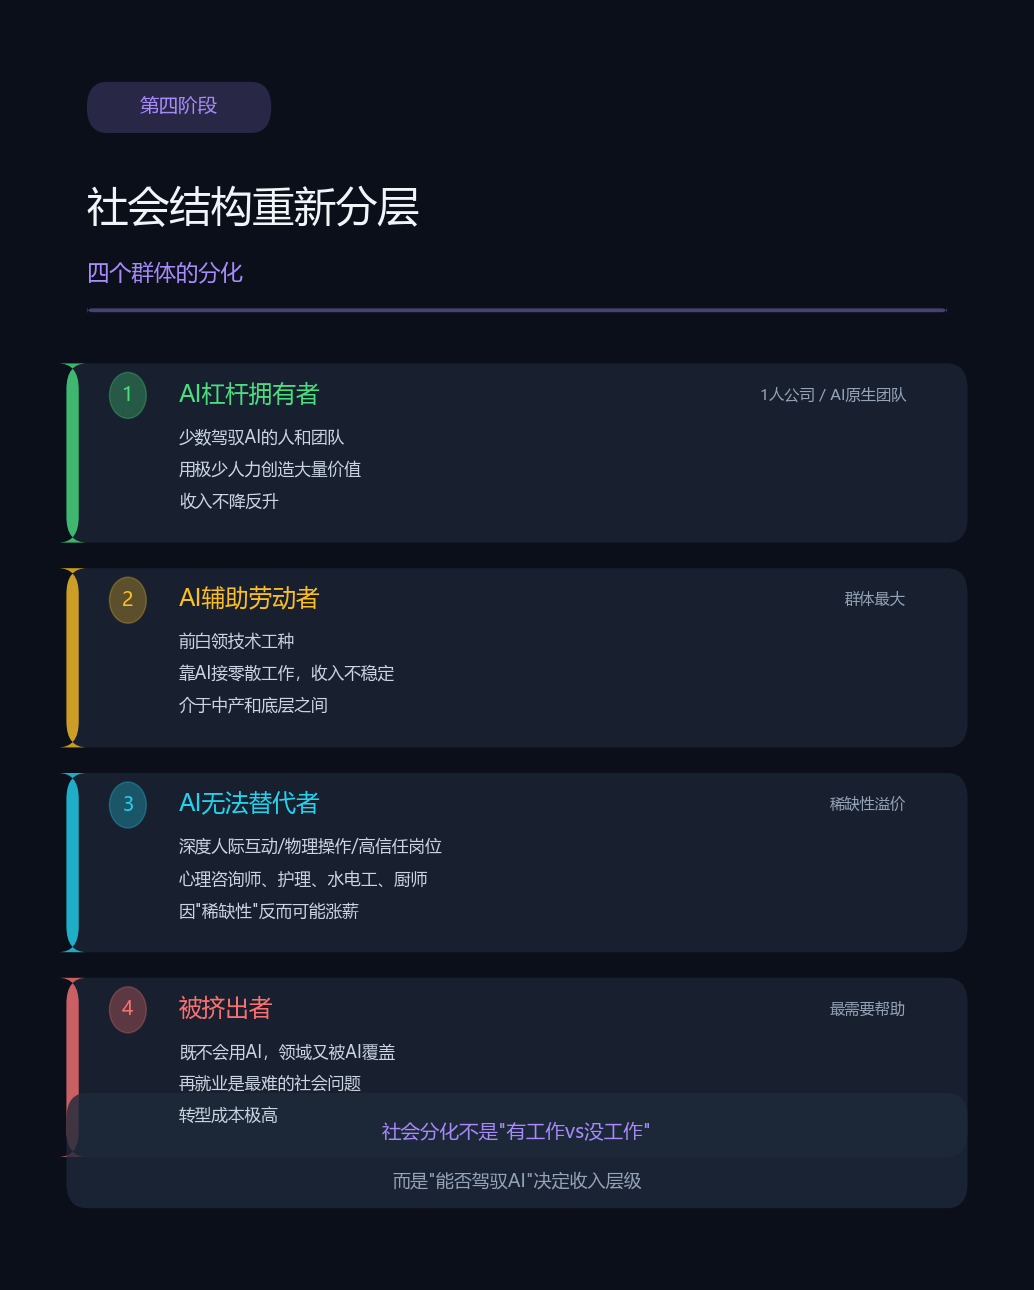 第四阶段
社会结构重新分层
四个群体的分化
1
AI杠杆拥有者
1人公司 / AI原生团队
少数驾驭AI的人和团队
用极少人力创造大量价值
收入不降反升
2
AI辅助劳动者
群体最大
前白领技术工种
靠AI接零散工作，收入不稳定
介于中产和底层之间
3
AI无法替代者
稀缺性溢价
深度人际互动/物理操作/高信任岗位
心理咨询师、护理、水电工、厨师
因"稀缺性"反而可能涨薪
4
被挤出者
最需要帮助
既不会用AI，领域又被AI覆盖
再就业是最难的社会问题
转型成本极高
社会分化不是"有工作vs没工作"
而是"能否驾驭AI"决定收入层级